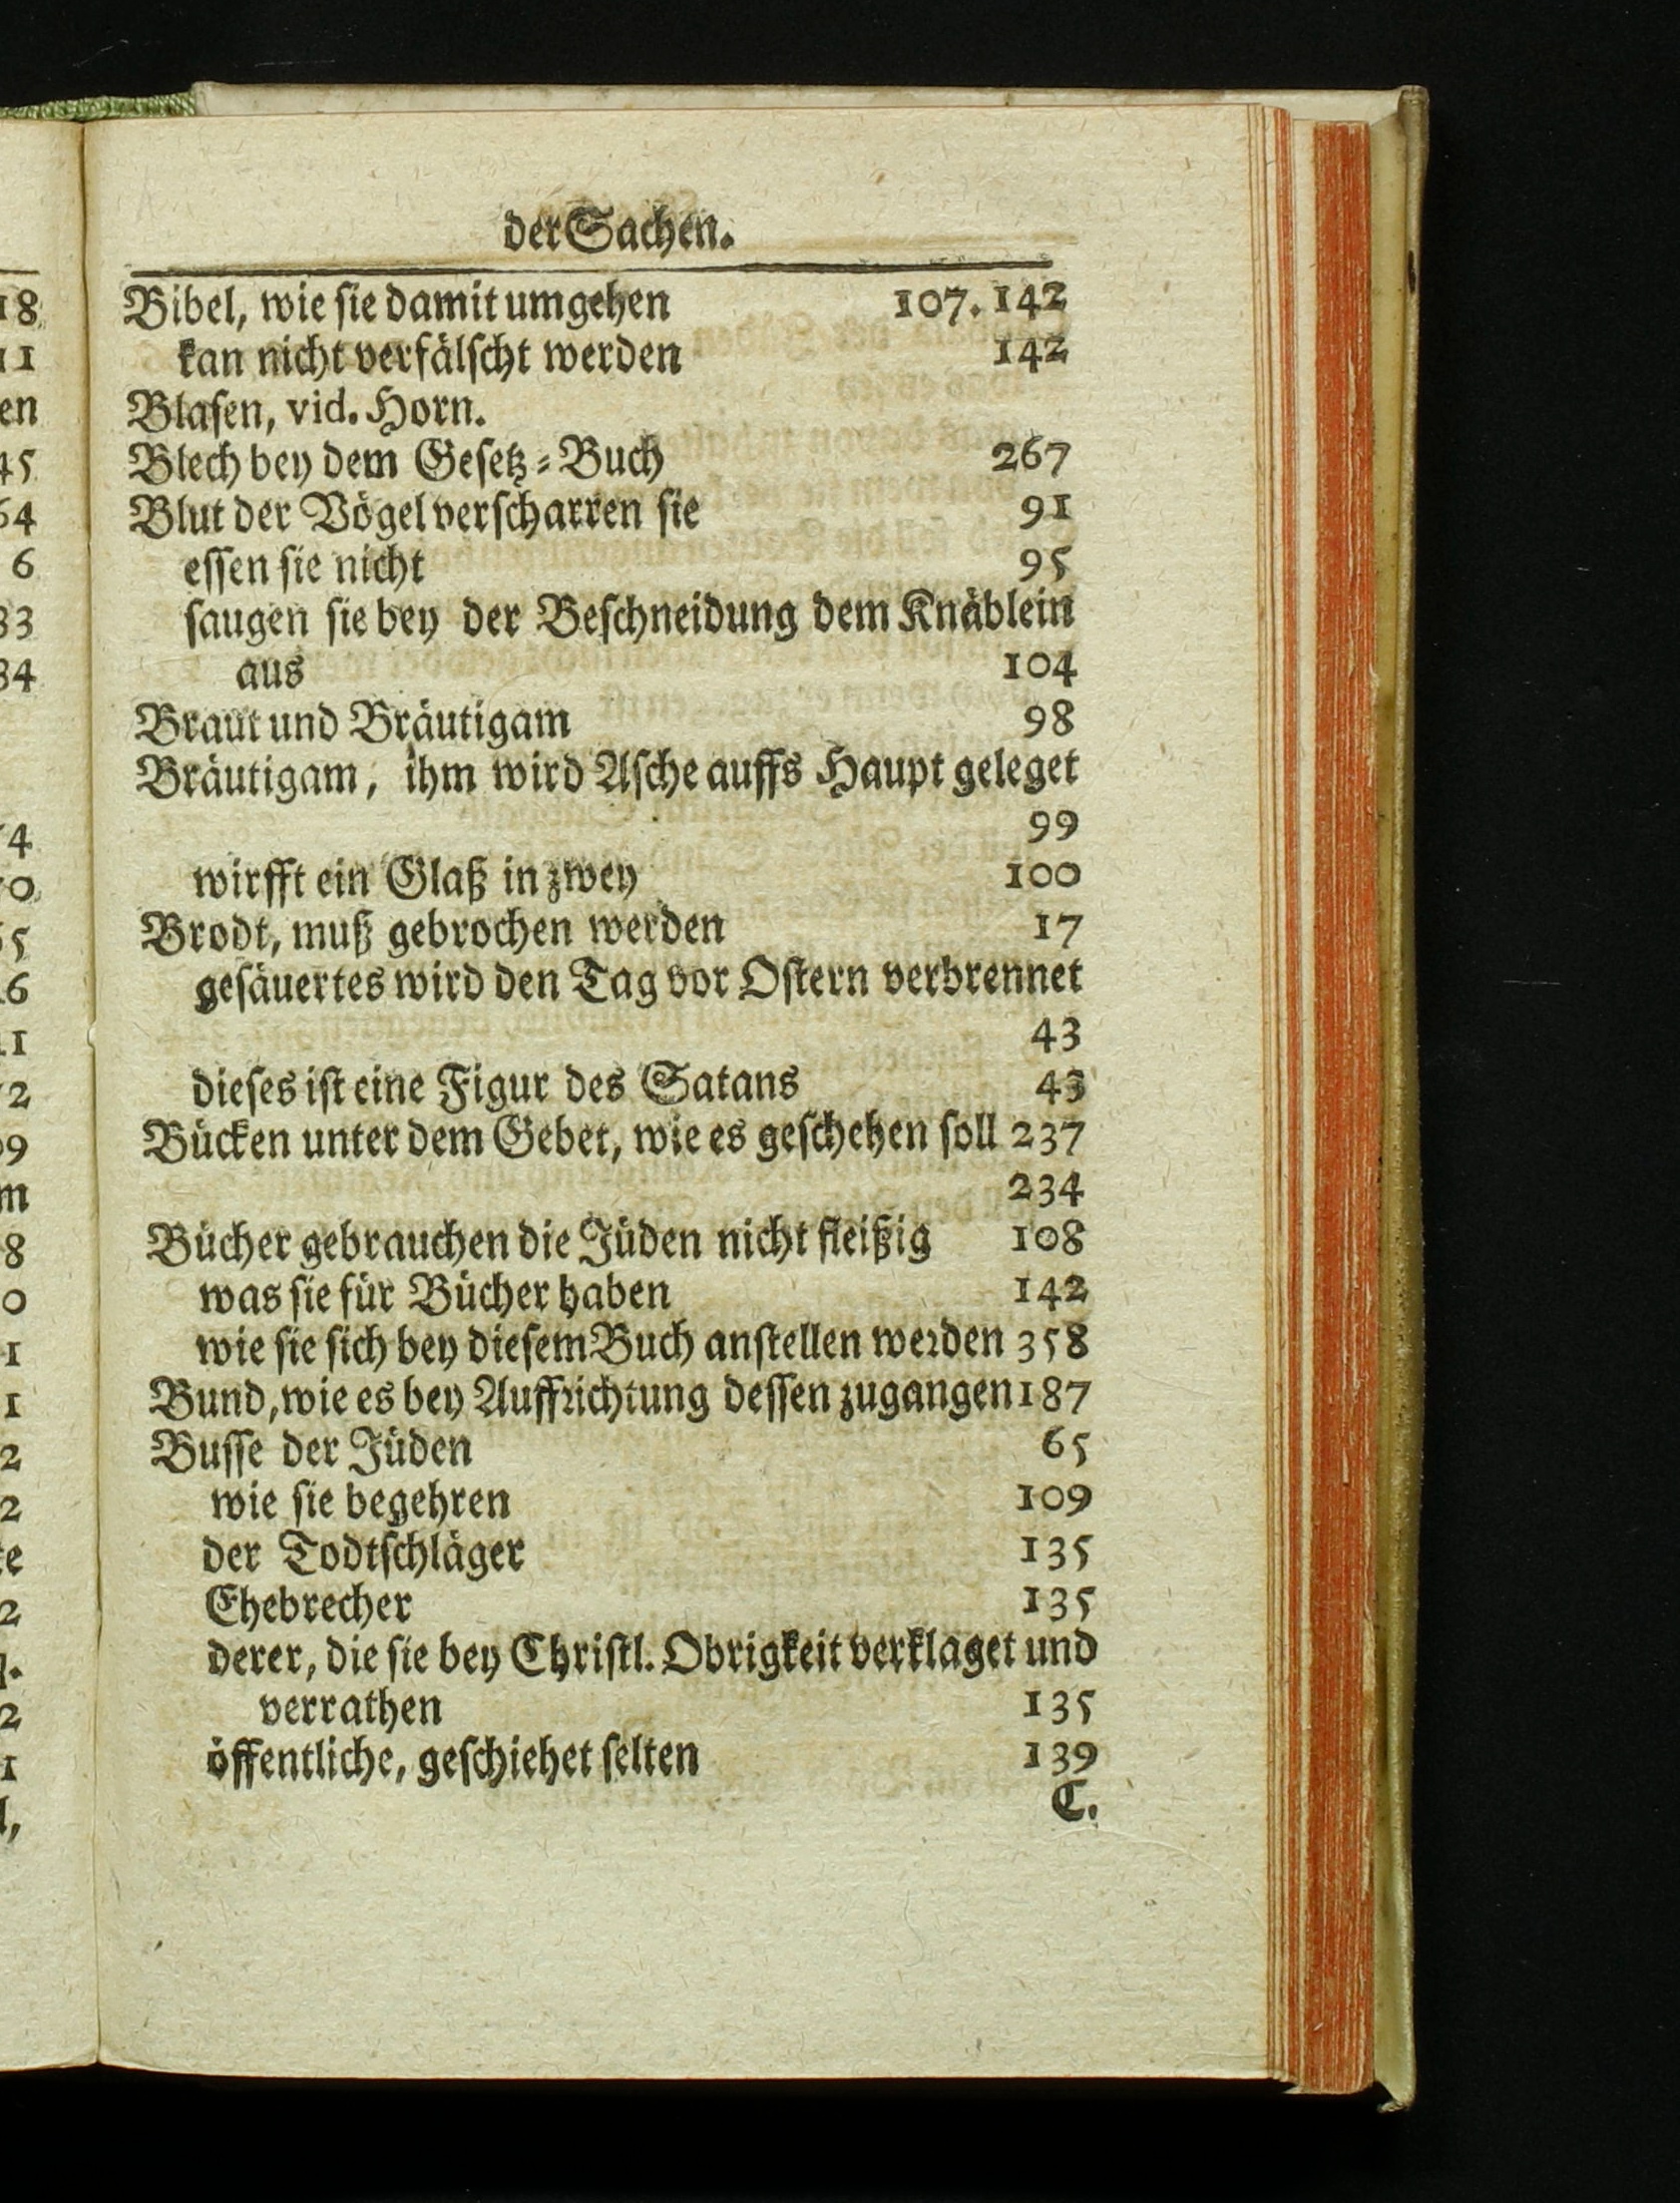 der Sachen.
Bibel, wie sie damit umgehen 107. 142
kan nicht verfälscht werden 142
Blasen, vid. Horn.
Blech bey dem Gesetz-Buch 267
Blut der Vögel verscharren sie 91
essen sie nicht 95
saugen sie bey der Beschneidung dem Knäblein
aus 104
Braut und Bräutigam 98
Bräutigam, ihm wird Asche auffs Haupt geleget
99
wirfft ein Glaß in zwey 100
Brodt, muß gebrochen werden 17
gesäuertes wird den Tag vor Ostern verbrennet
43
dieses ist eine Figur des Satans 43
Bücken unter dem Gebet, wie es geschehen soll 237
234
Bücher gebrauchen die Jüden nicht fleißig 108
was sie für Bücher haben 142
wie sie sich bey diesem Buch anstellen werden 358
Bund, wie es bey Auffrichtung dessen zugangen 187
Busse der Jüden 65
wie sie begehren 109
der Todtschläger 135
Ehebrecher 135
derer, die sie bey Christl. Obrigkeit verklaget und
verrathen 135
öffentliche, geschiehet selten 139
C.